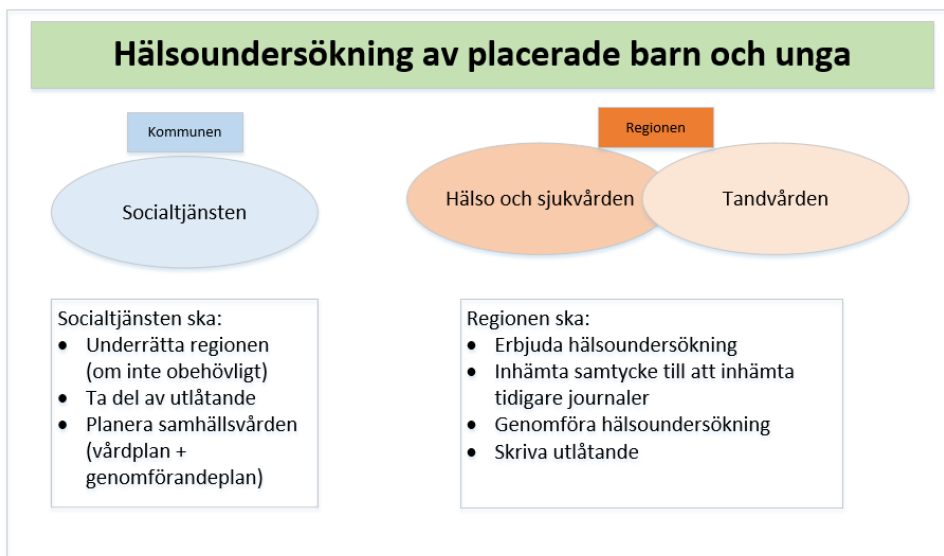 Hälsoundersökning av placerade barn och unga
Kommunen
Socialtjänsten
Regionen
Hälso och sjukvården
Tandvården
Socialtjänsten ska:
• Underrätta regionen
(om inte obehövligt)
• Ta del av utlåtande
• Planera samhällsvården
(vårdplan +
genomförandeplan)
Regionen ska:
• Erbjuda hälsoundersökning
• Inhämta samtycke till att inhämta
tidigare journaler
• Genomföra hälsoundersökning
• Skriva utlåtande